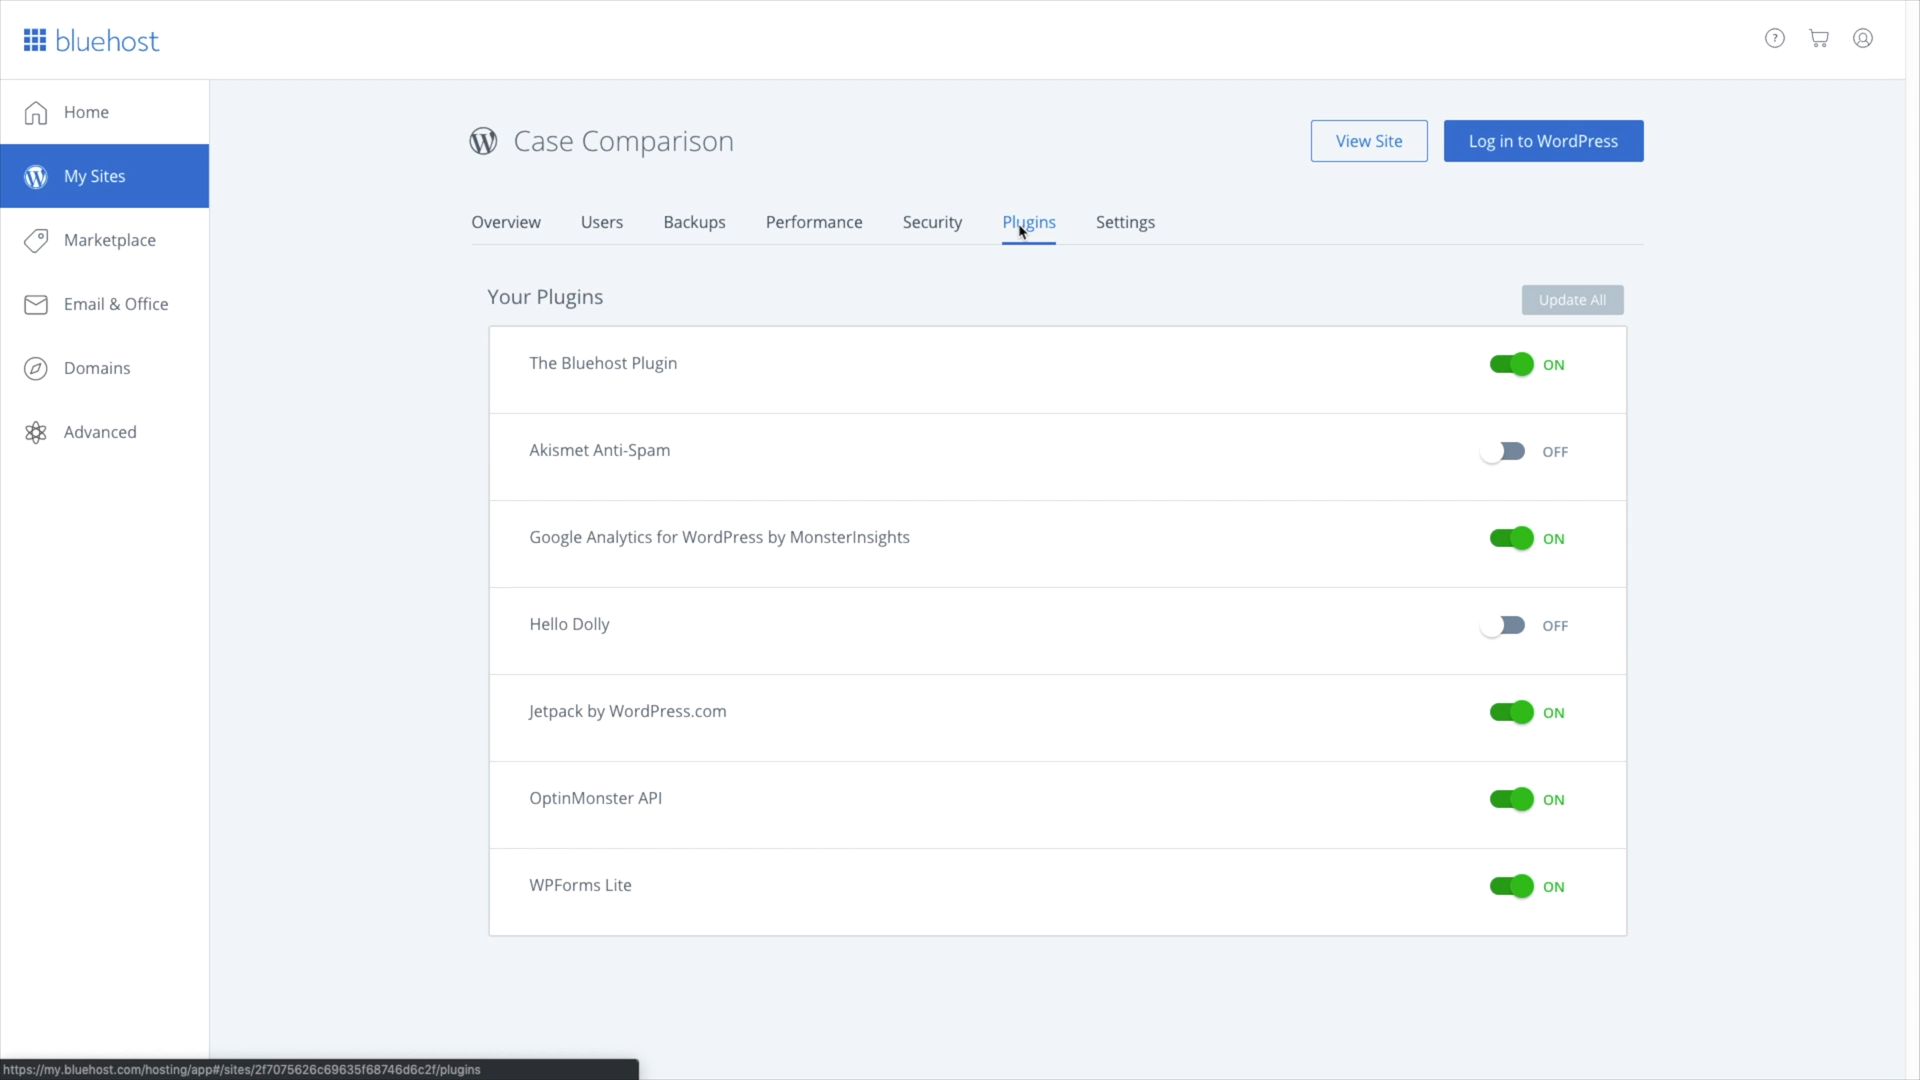 bluehost
?
Home
My Sites
Marketplace
Email & Office
Domains
Advanced
Case Comparison
View Site
Log in to WordPress
Overview Users Backups Performance Security Plugins Settings
Your Plugins
Update All
The Bluehost Plugin ON
Akismet Anti-Spam OFF
Google Analytics for WordPress by MonsterInsights ON
Hello Dolly OFF
Jetpack by WordPress.com ON
OptinMonster API ON
WPForms Lite ON
https://my.bluehost.com/hosting/app#/sites/2f7075626c69635f68746d6c2f/plugins